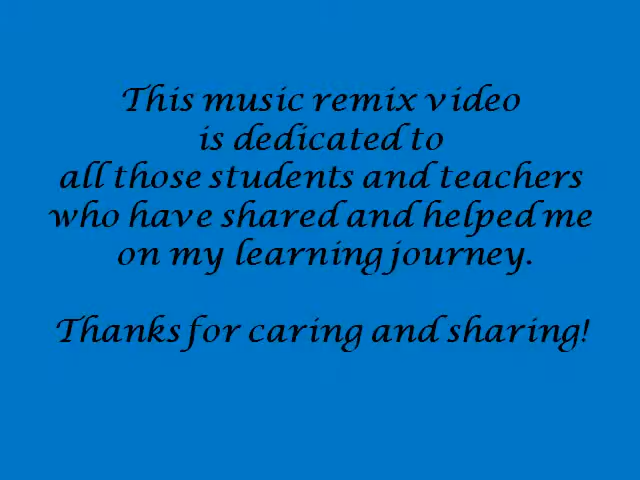 This music remix video
is dedicated to
all those students and teachers
who have shared and helped me
on my learning journey.
Thanks for caring and sharing!